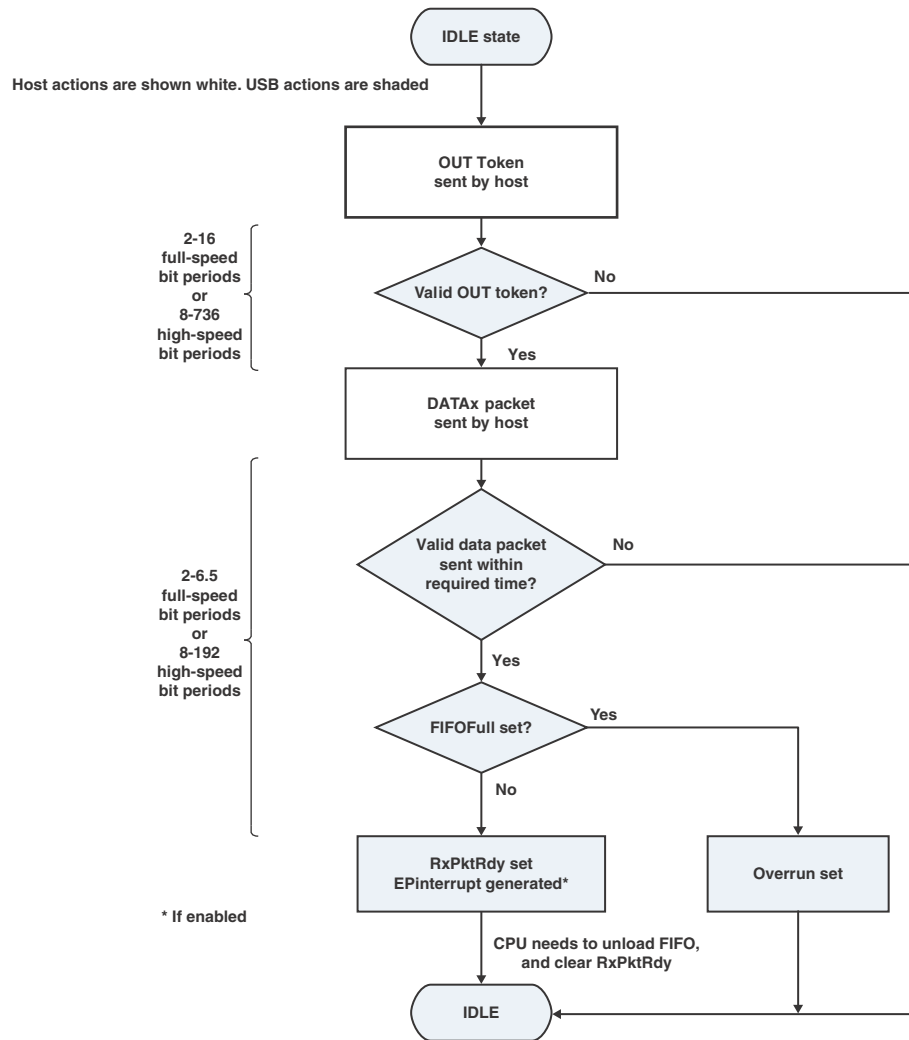 IDLE state
Host actions are shown white. USB actions are shaded
OUT Token
sent by host
2-16
full-speed
bit periods
or
8-736
high-speed
bit periods
Valid OUT token?
No
Yes
DATAx packet
sent by host
Valid data packet
sent within
required time?
No
2-6.5
full-speed
bit periods
or
8-192
high-speed
bit periods
Yes
FIFOFull set?
Yes
No
RxPktRdy set
EPinterrupt generated*
Overrun set
* If enabled
CPU needs to unload FIFO,
and clear RxPktRdy
IDLE